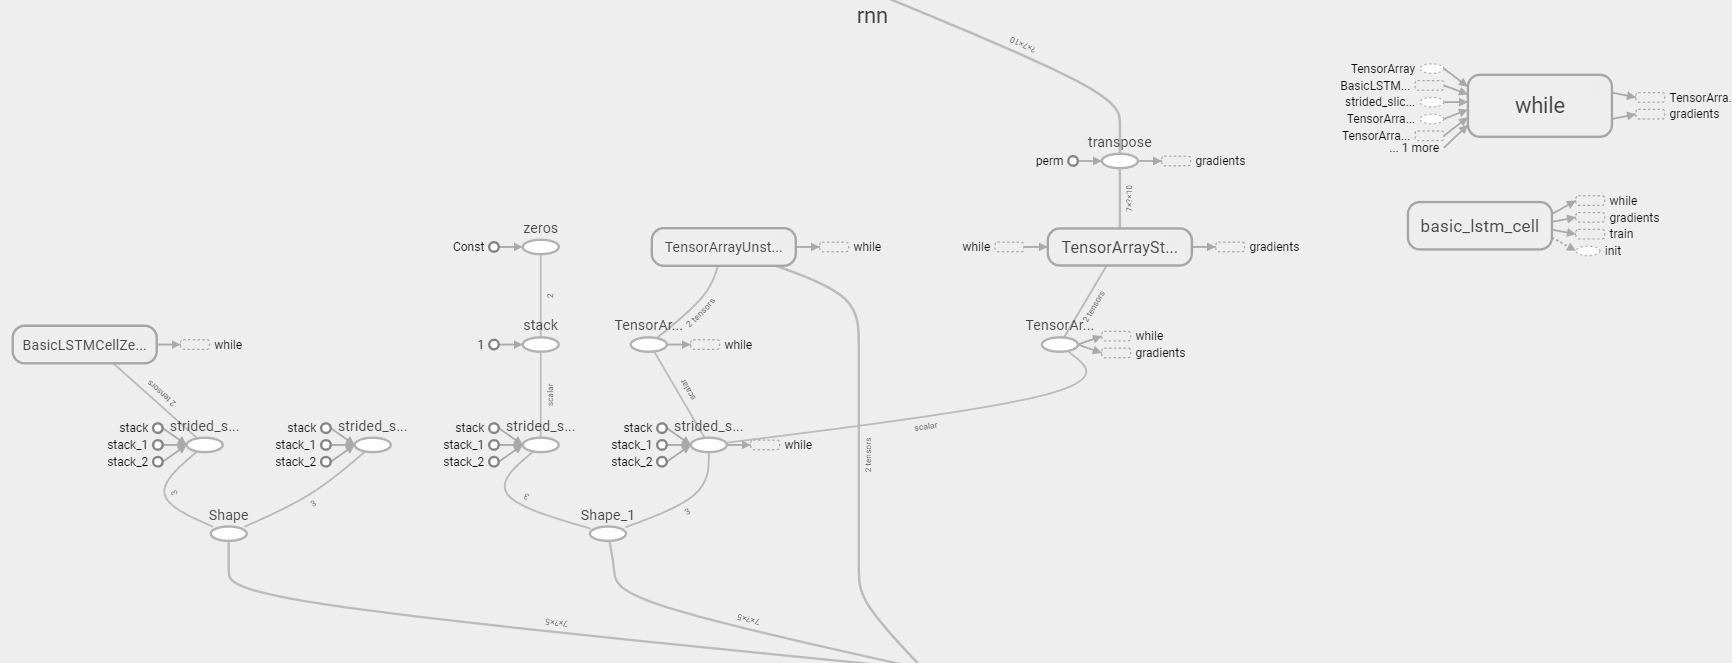 rnn
?×?×10
TensorArray
BasicLSTM...
strided_slic...
TensorArra...
TensorArra...
... 1 more
while
TensorArra.
gradients
transpose
perm
gradients
7×?×10
basic_lstm_cell
while
gradients
train
init
zeros
Const
TensorArrayUnst...
while
while
TensorArraySt...
gradients
2
2 tensors
2 tensors
BasicLSTMCellZe...
while
stack
1
TensorAr...
while
TensorAr...
while
gradients
2 tensors
scalar
scalar
stack
stack_1
stack_2
strided_s...
stack
stack_1
stack_2
strided_s...
stack
stack_1
stack_2
strided_s...
stack
stack_1
stack_2
strided_s...
while
scalar
2 tensors
3
3
3
3
Shape
Shape_1
?×?×5
?×?×5